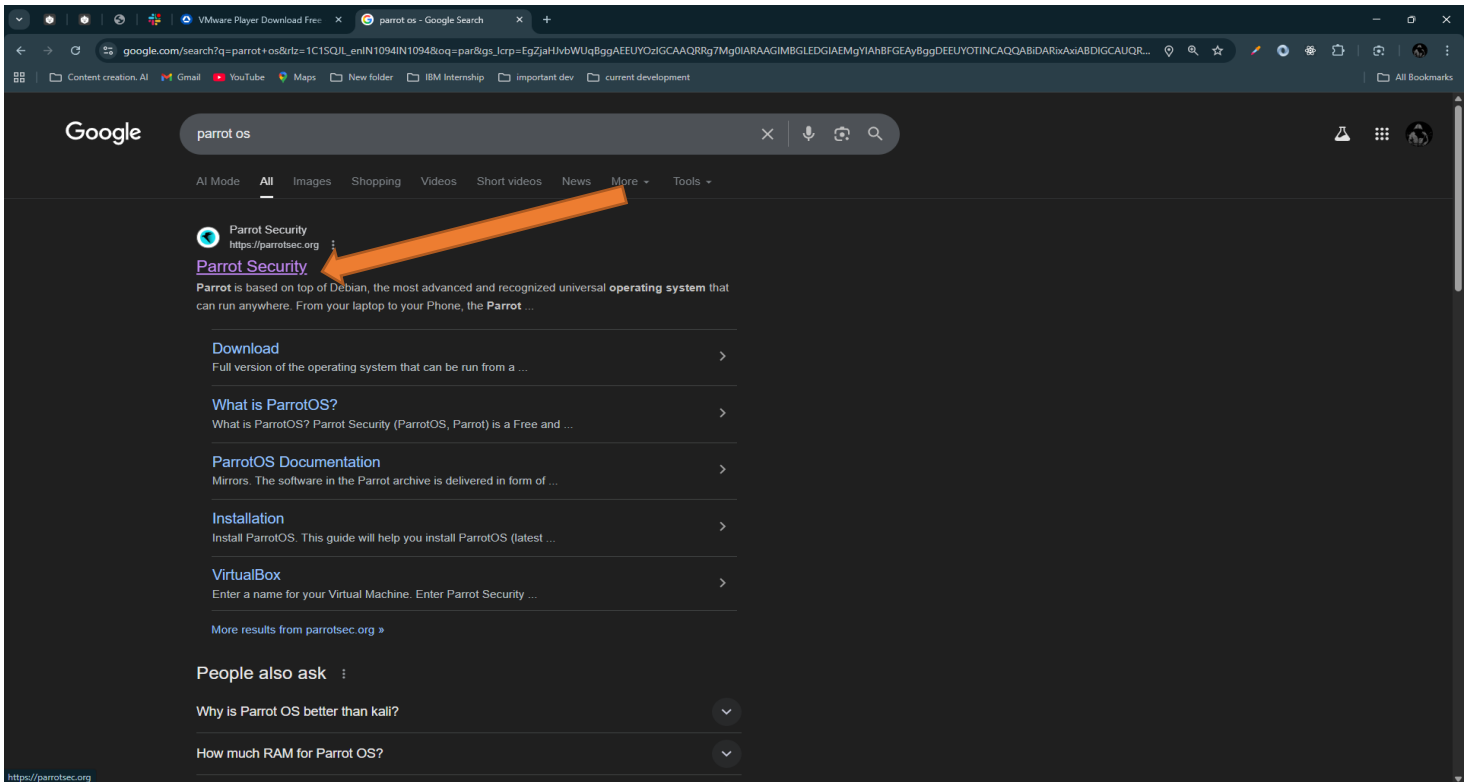 VMware Player Download Free
parrot os - Google Search
google.com/search?q=parrot+os&rlz=1C1SQJL_enIN1094IN1094&oq=par&gs_lcrp=EgZjaHJvbWUqBggAEEUYOzIGCAAQRRg7Mg0IARAAGIMBGLEDGIAEMgYIAhBFGEAyBggDEEUYOTINCAQQABiDARixAxiABDIGCAUQR...
Content creation. AI
Gmail
YouTube
Maps
New folder
IBM Internship
important dev
current development
All Bookmarks
Google
parrot os
AI Mode
All
Images
Shopping
Videos
Short videos
News
More
Tools
Parrot Security
https://parrotsec.org
Parrot Security
Parrot is based on top of Debian, the most advanced and recognized universal operating system that
can run anywhere. From your laptop to your Phone, the Parrot ...
Download
Full version of the operating system that can be run from a ...
What is ParrotOS?
What is ParrotOS? Parrot Security (ParrotOS, Parrot) is a Free and ...
ParrotOS Documentation
Mirrors. The software in the Parrot archive is delivered in form of ...
Installation
Install ParrotOS. This guide will help you install ParrotOS (latest ...
VirtualBox
Enter a name for your Virtual Machine. Enter Parrot Security ...
More results from parrotsec.org »
People also ask
Why is Parrot OS better than kali?
How much RAM for Parrot OS?
https://parrotsec.org